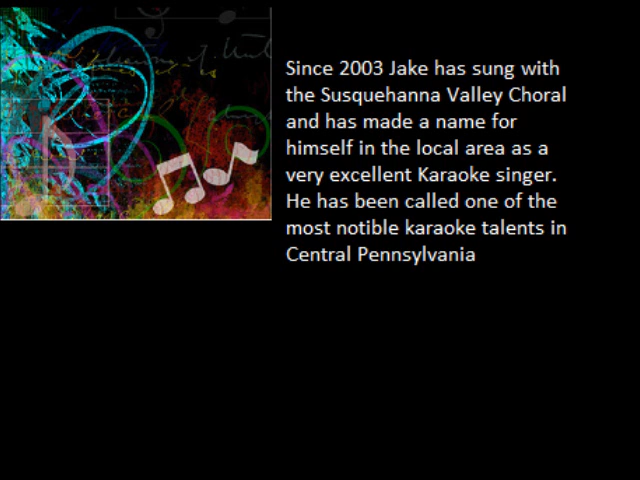 Since 2003 Jake has sung with
the Susquehanna Valley Choral
and has made a name for
himself in the local area as a
very excellent Karaoke singer.
He has been called one of the
most notible karaoke talents in
Central Pennsylvania